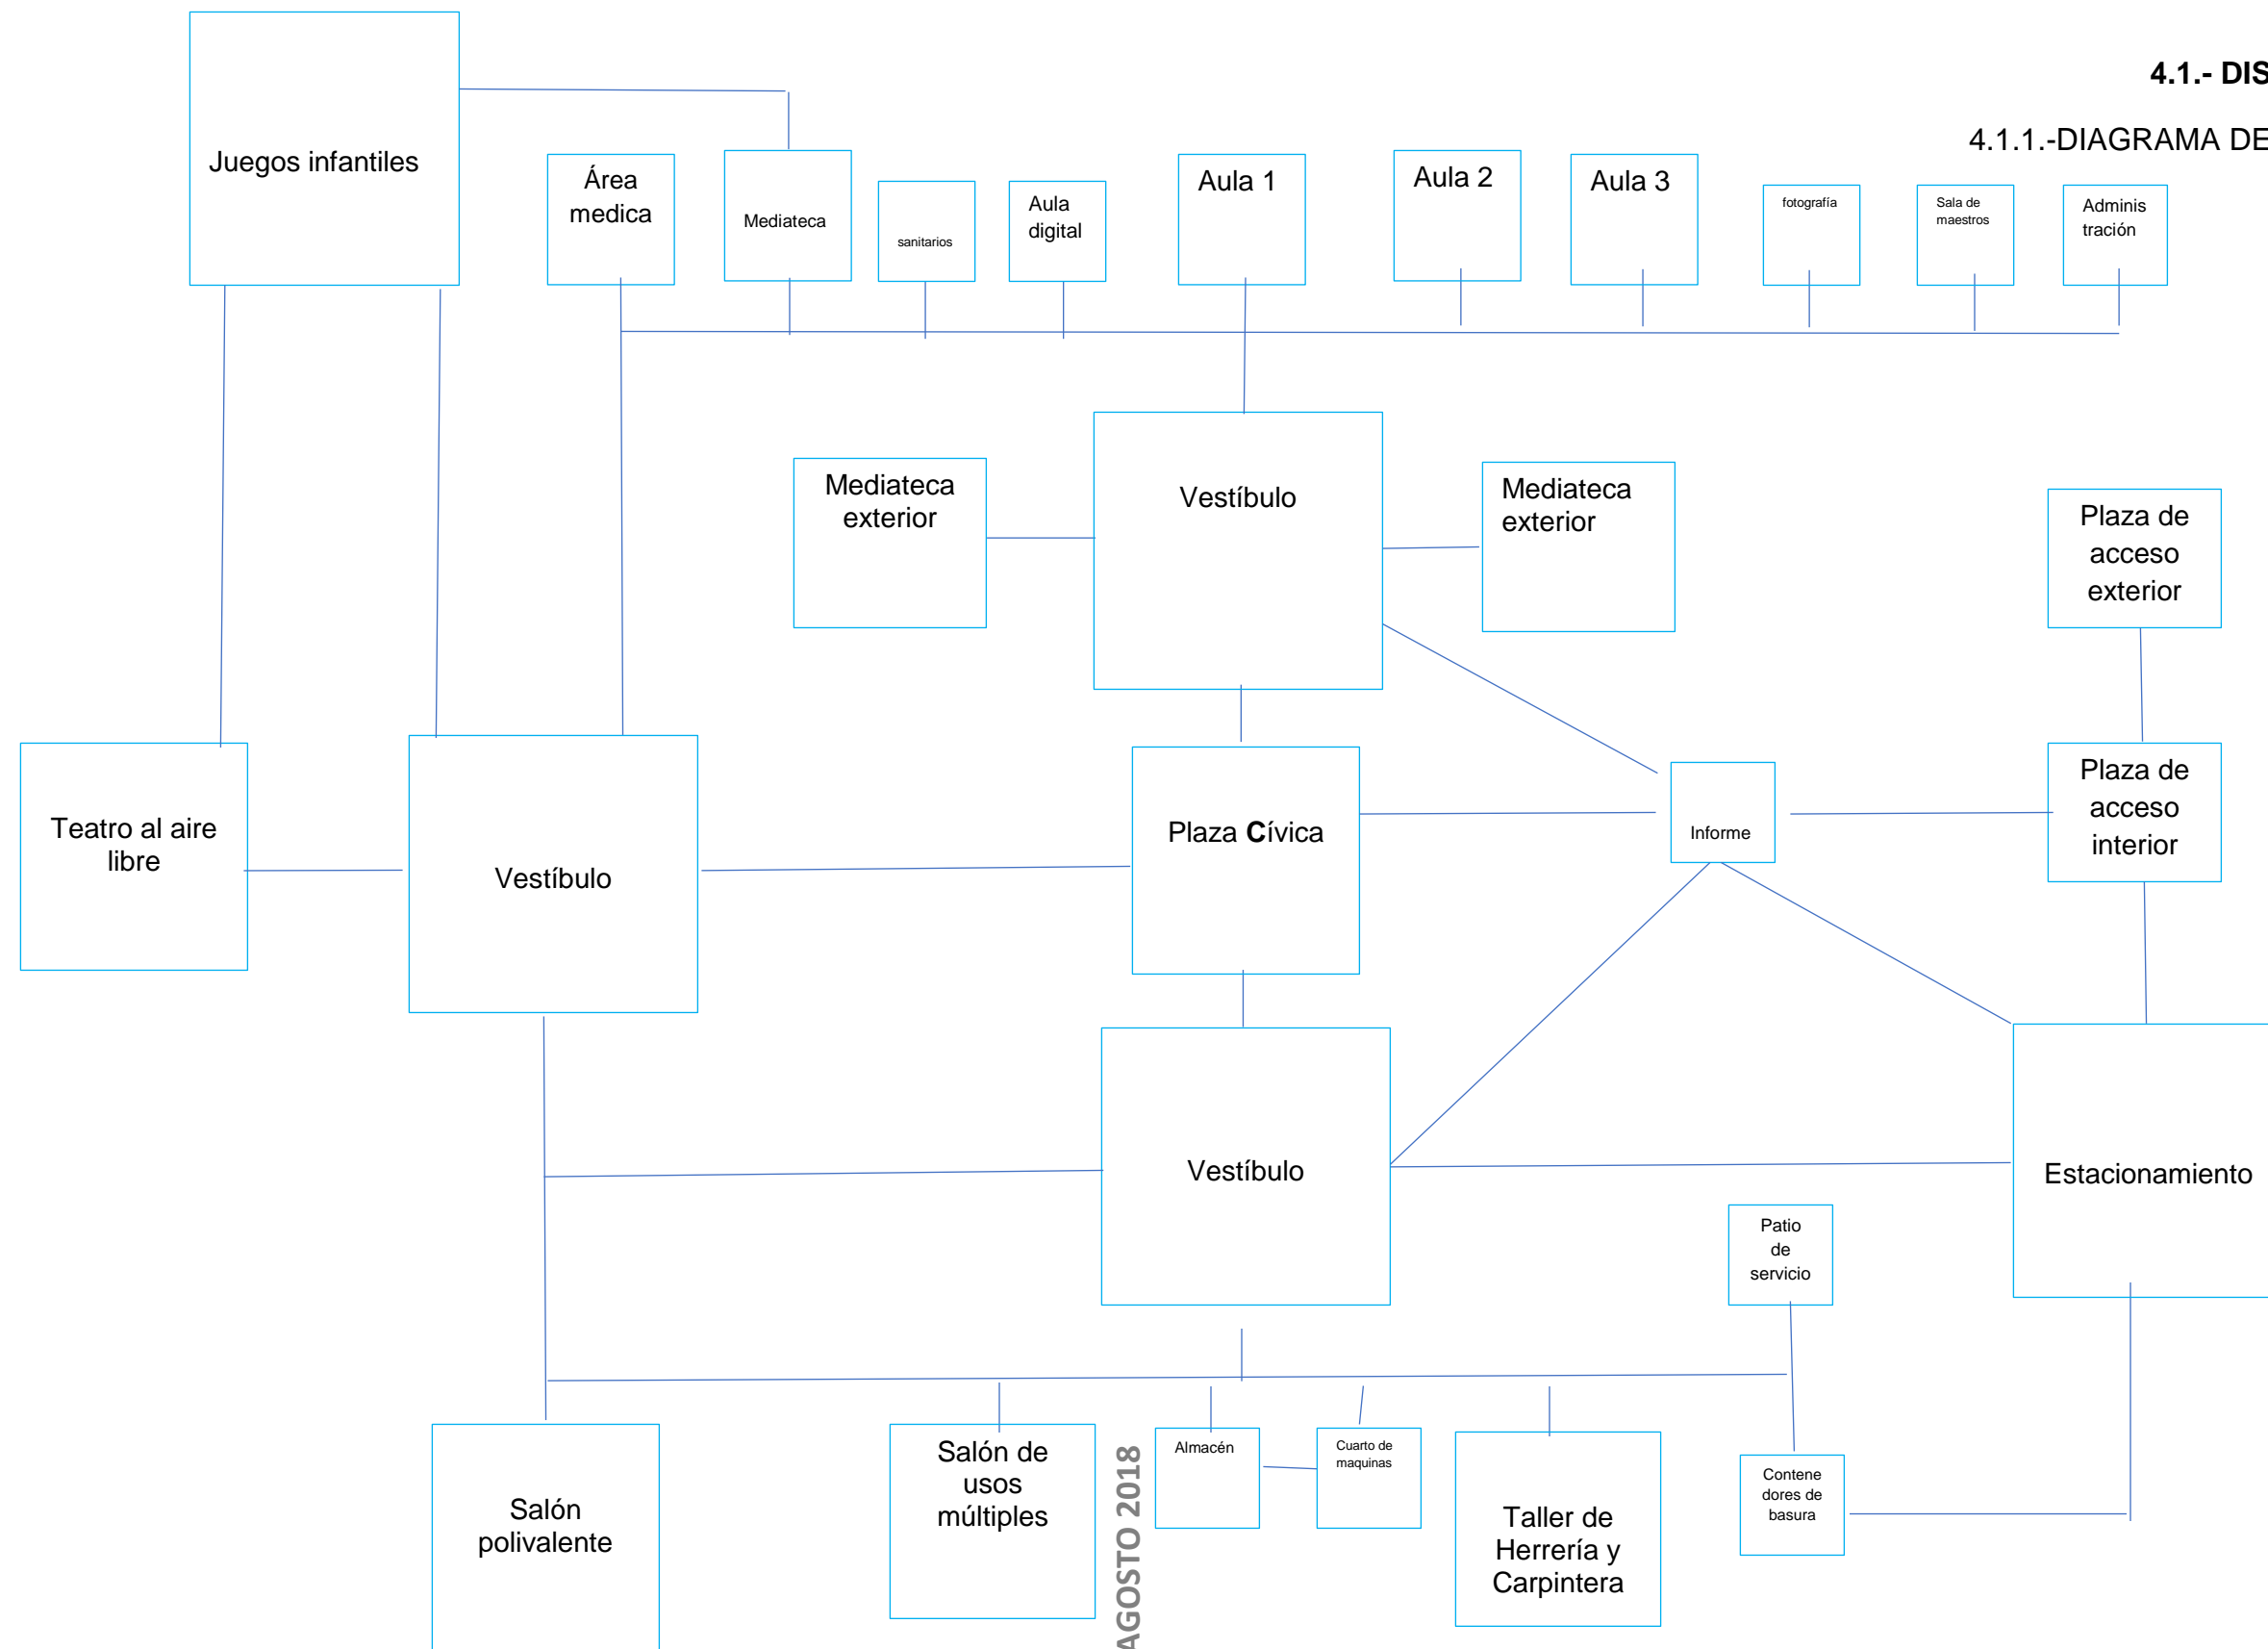 4.1.- DIS
4.1.1.-DIAGRAMA DE
Juegos infantiles
Área
medica
Mediateca
sanitarios
Aula
digital
Aula 1
Aula 2
Aula 3
fotografía
Sala de
maestros
Adminis
tración
Mediateca
exterior
Vestíbulo
Mediateca
exterior
Plaza de
acceso
exterior
Teatro al aire
libre
Vestíbulo
Plaza Cívica
Informe
Plaza de
acceso
interior
Vestíbulo
Estacionamiento
Patio
de
servicio
Salón
polivalente
Salón de
usos
múltiples
AGOSTO 2018
Almacén
Cuarto de
maquinas
Taller de
Herrería y
Carpintera
Contene
dores de
basura